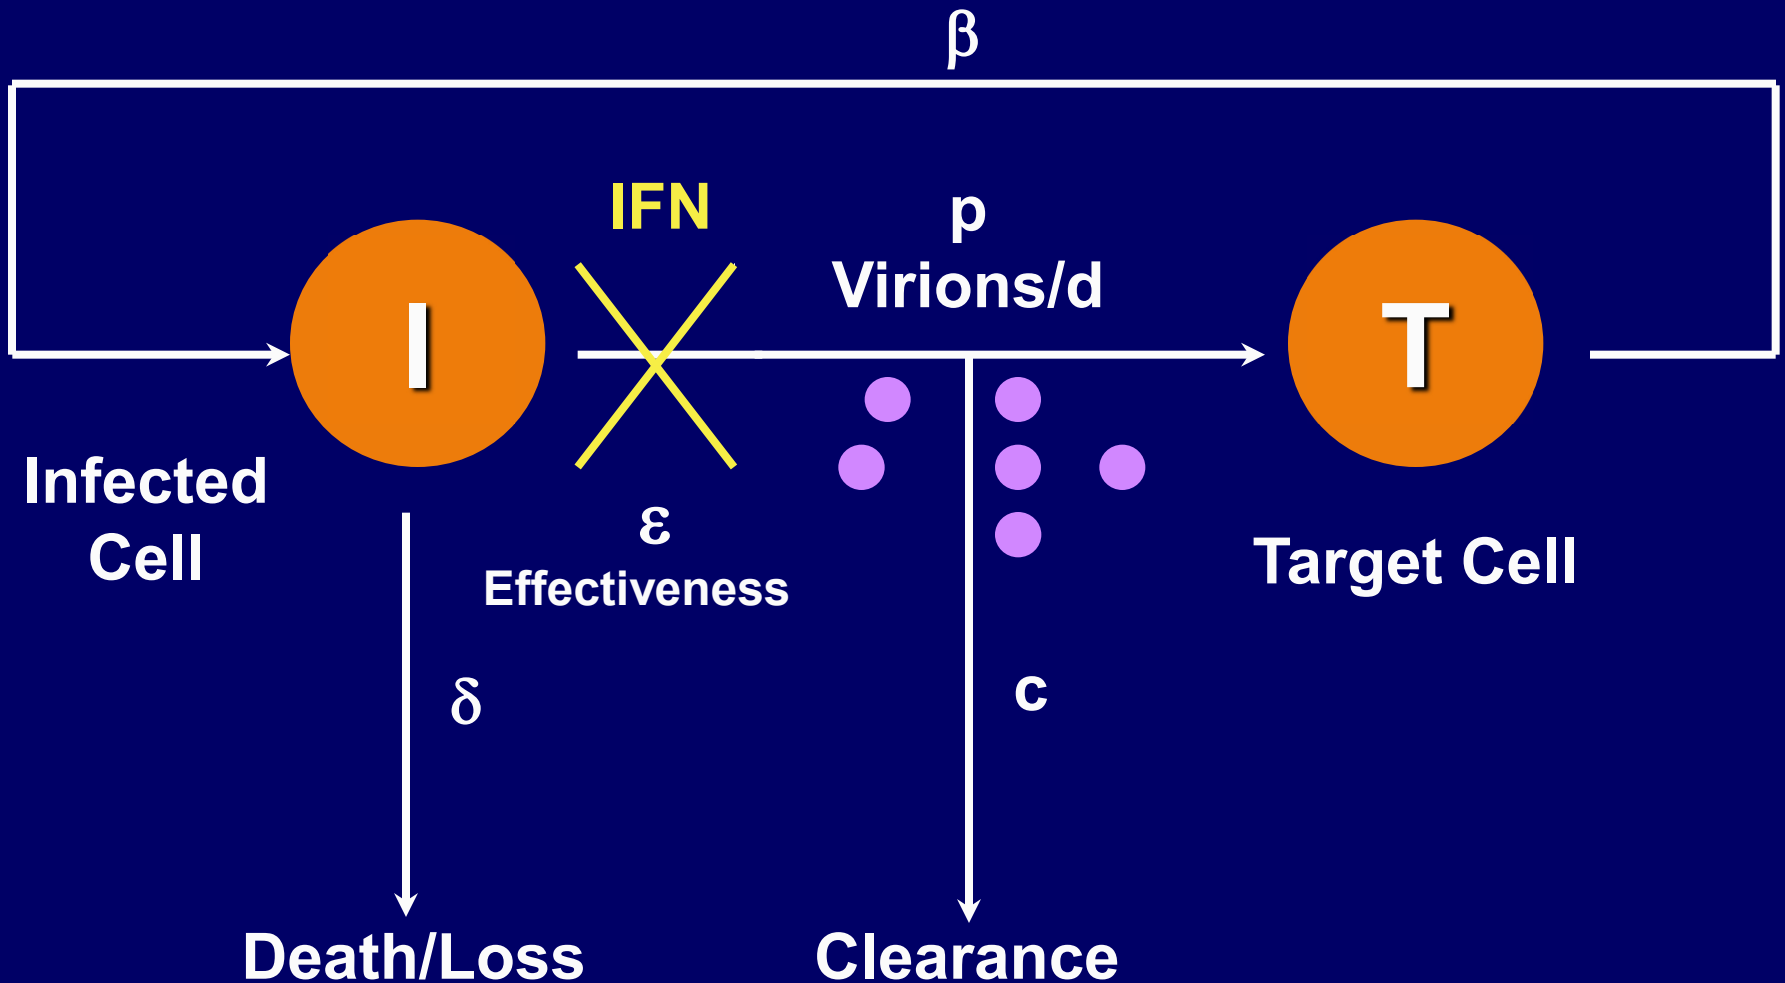 β
IFN
p
Virions/d
I
T
Infected
Cell
ε
Effectiveness
Target Cell
δ
c
Death/Loss
Clearance